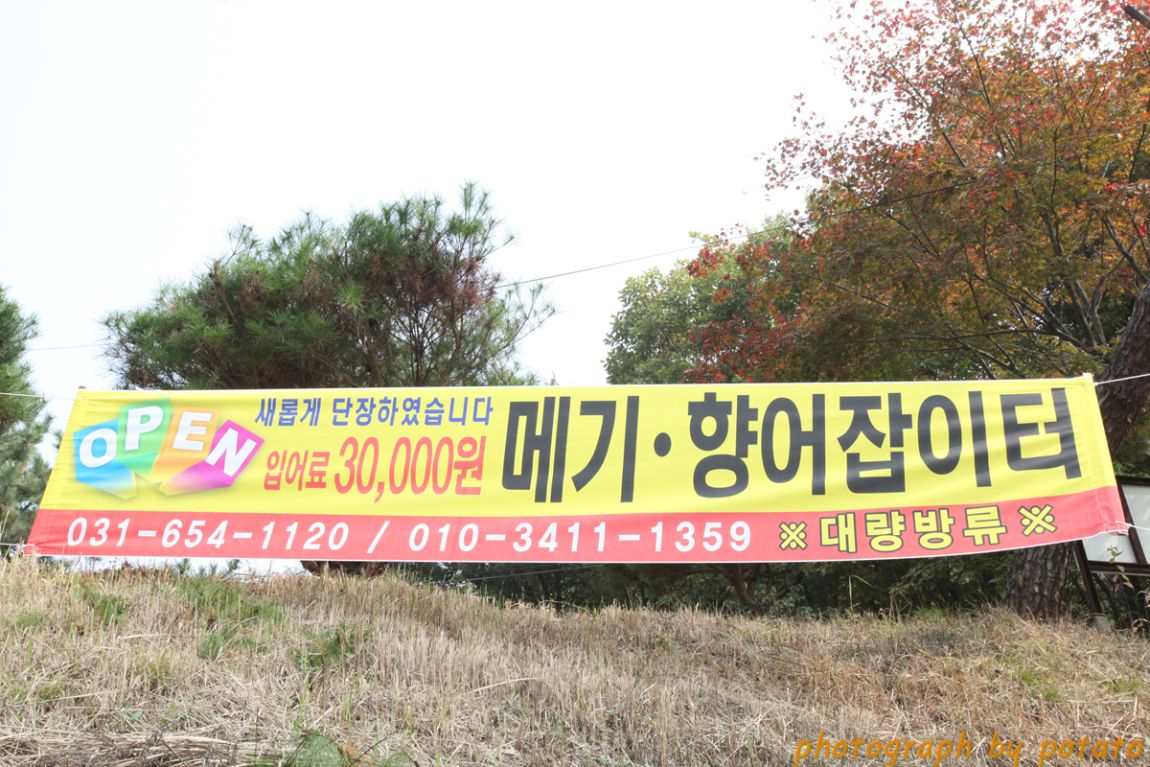 OPEN
새롭게 단장하였습니다
입어료 30,000원
메기·향어잡이터
031-654-1120 / 010-3411-1359
※대량방류※
photograph by potato